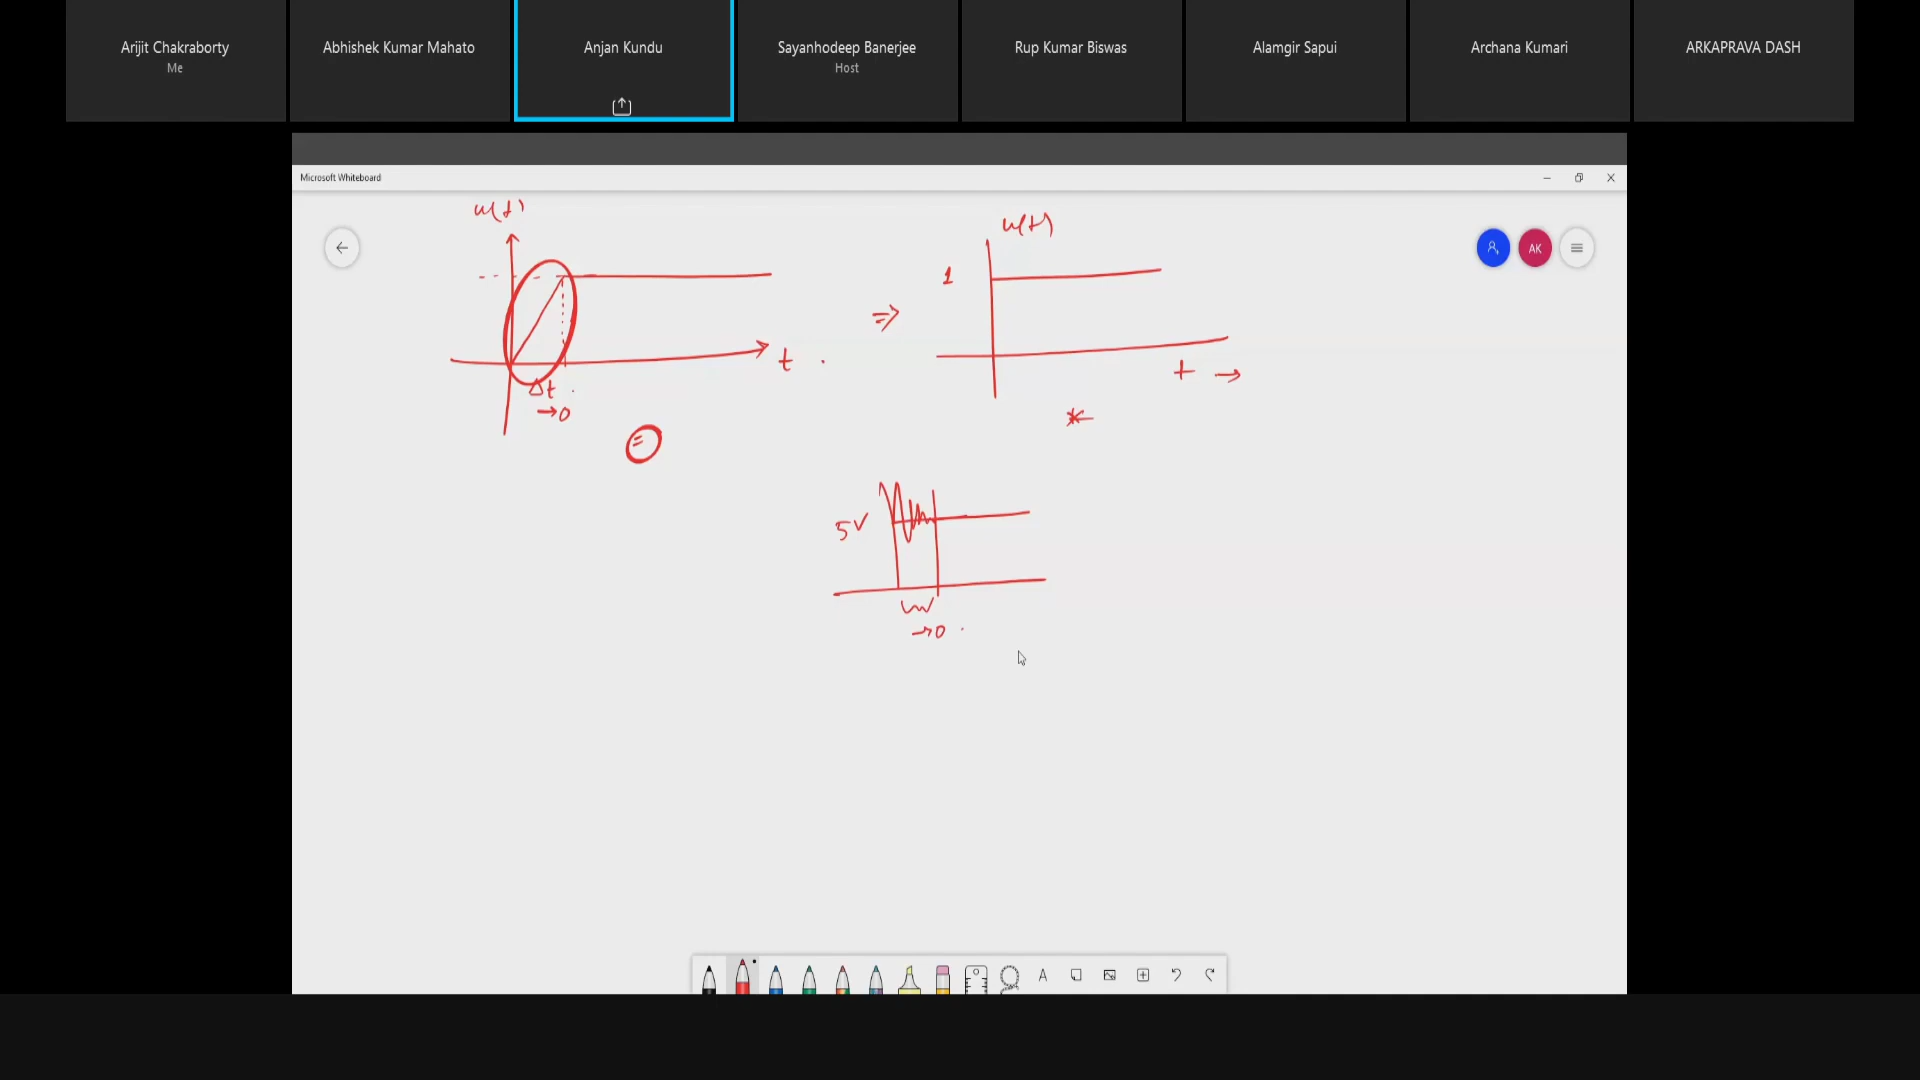 Arijit Chakraborty
Me
Abhishek Kumar Mahato
Anjan Kundu
Sayanhodeep Banerjee
Host
Rup Kumar Biswas
Alamgir Sapui
Archana Kumari
ARKAPRAVA DASH
Microsoft Whiteboard
AK
u(t)
u(t)
1
⇒
t
t →
Δt
→0
=
*
5V
→0
A